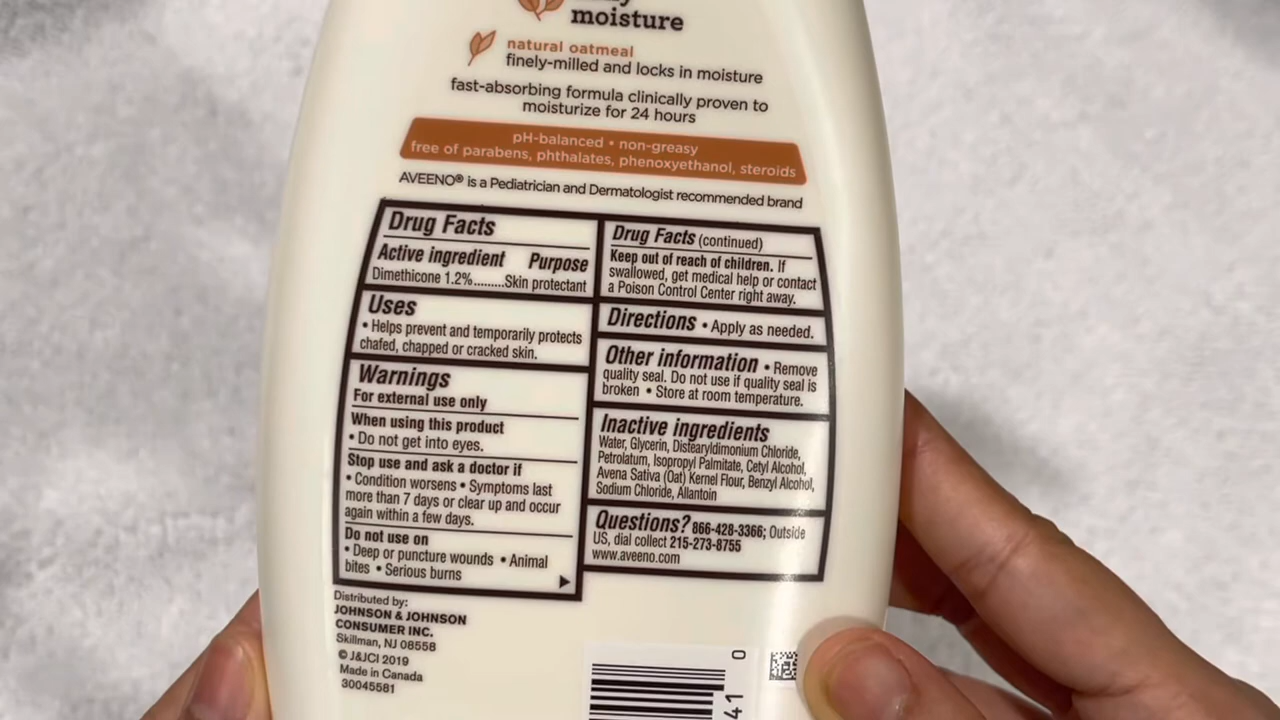 moisture
natural oatmeal
finely-milled and locks in moisture
fast-absorbing formula clinically proven to
moisturize for 24 hours
pH-balanced • non-greasy
free of parabens, phthalates, phenoxyethanol, steroids
AVEENO® is a Pediatrician and Dermatologist recommended brand
Drug Facts
Active ingredient Purpose
Dimethicone 1.2%.........Skin protectant
Uses
• Helps prevent and temporarily protects
chafed, chapped or cracked skin.
Warnings
For external use only
When using this product
• Do not get into eyes.
Stop use and ask a doctor if
• Condition worsens • Symptoms last
more than 7 days or clear up and occur
again within a few days.
Do not use on
• Deep or puncture wounds • Animal
bites • Serious burns
Drug Facts (continued)
Keep out of reach of children. If
swallowed, get medical help or contact
a Poison Control Center right away.
Directions • Apply as needed.
Other information • Remove
quality seal. Do not use if quality seal is
broken • Store at room temperature.
Inactive ingredients
Water, Glycerin, Distearyldimonium Chloride,
Petrolatum, Isopropyl Palmitate, Cetyl Alcohol,
Avena Sativa (Oat) Kernel Flour, Benzyl Alcohol,
Sodium Chloride, Allantoin
Questions? 866-428-3366; Outside
US, dial collect 215-273-8755
www.aveeno.com
Distributed by:
JOHNSON & JOHNSON
CONSUMER INC.
Skillman, NJ 08558
© J&JCI 2019
Made in Canada
30045581
0
41